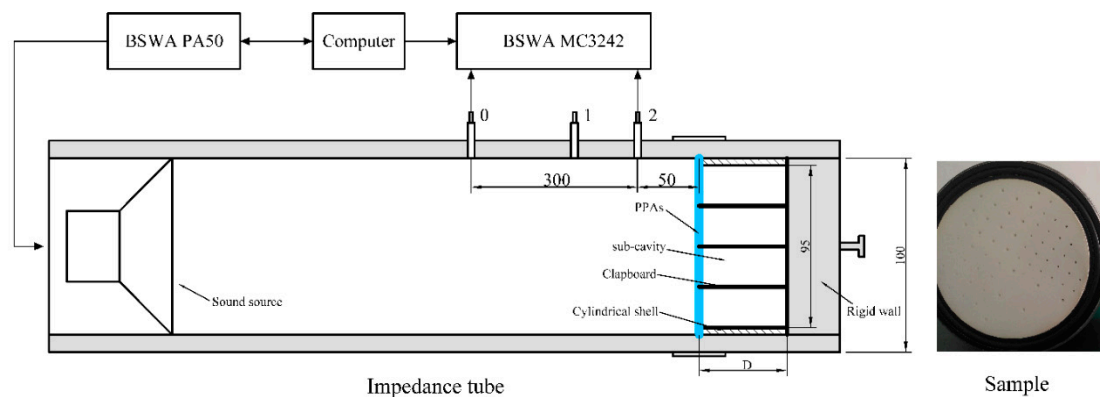 BSWA PA50
Computer
BSWA MC3242
0
1
2
300
50
PPAs
sub-cavity
Clapboard
Cylindrical shell
Sound source
95
100
Rigid wall
D
Impedance tube
Sample